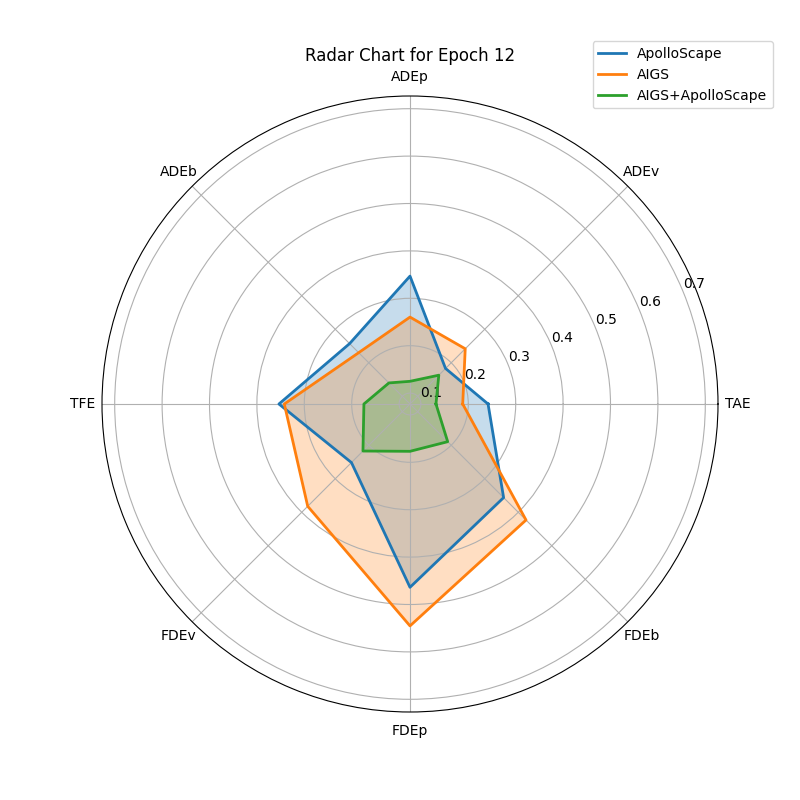 Radar Chart for Epoch 12
ApolloScape
AIGS
AIGS+ApolloScape
ADEp
ADEb
ADEv
0.7
0.6
0.5
0.4
0.3
0.2
0.1
TFE
TAE
FDEv
FDEb
FDEp